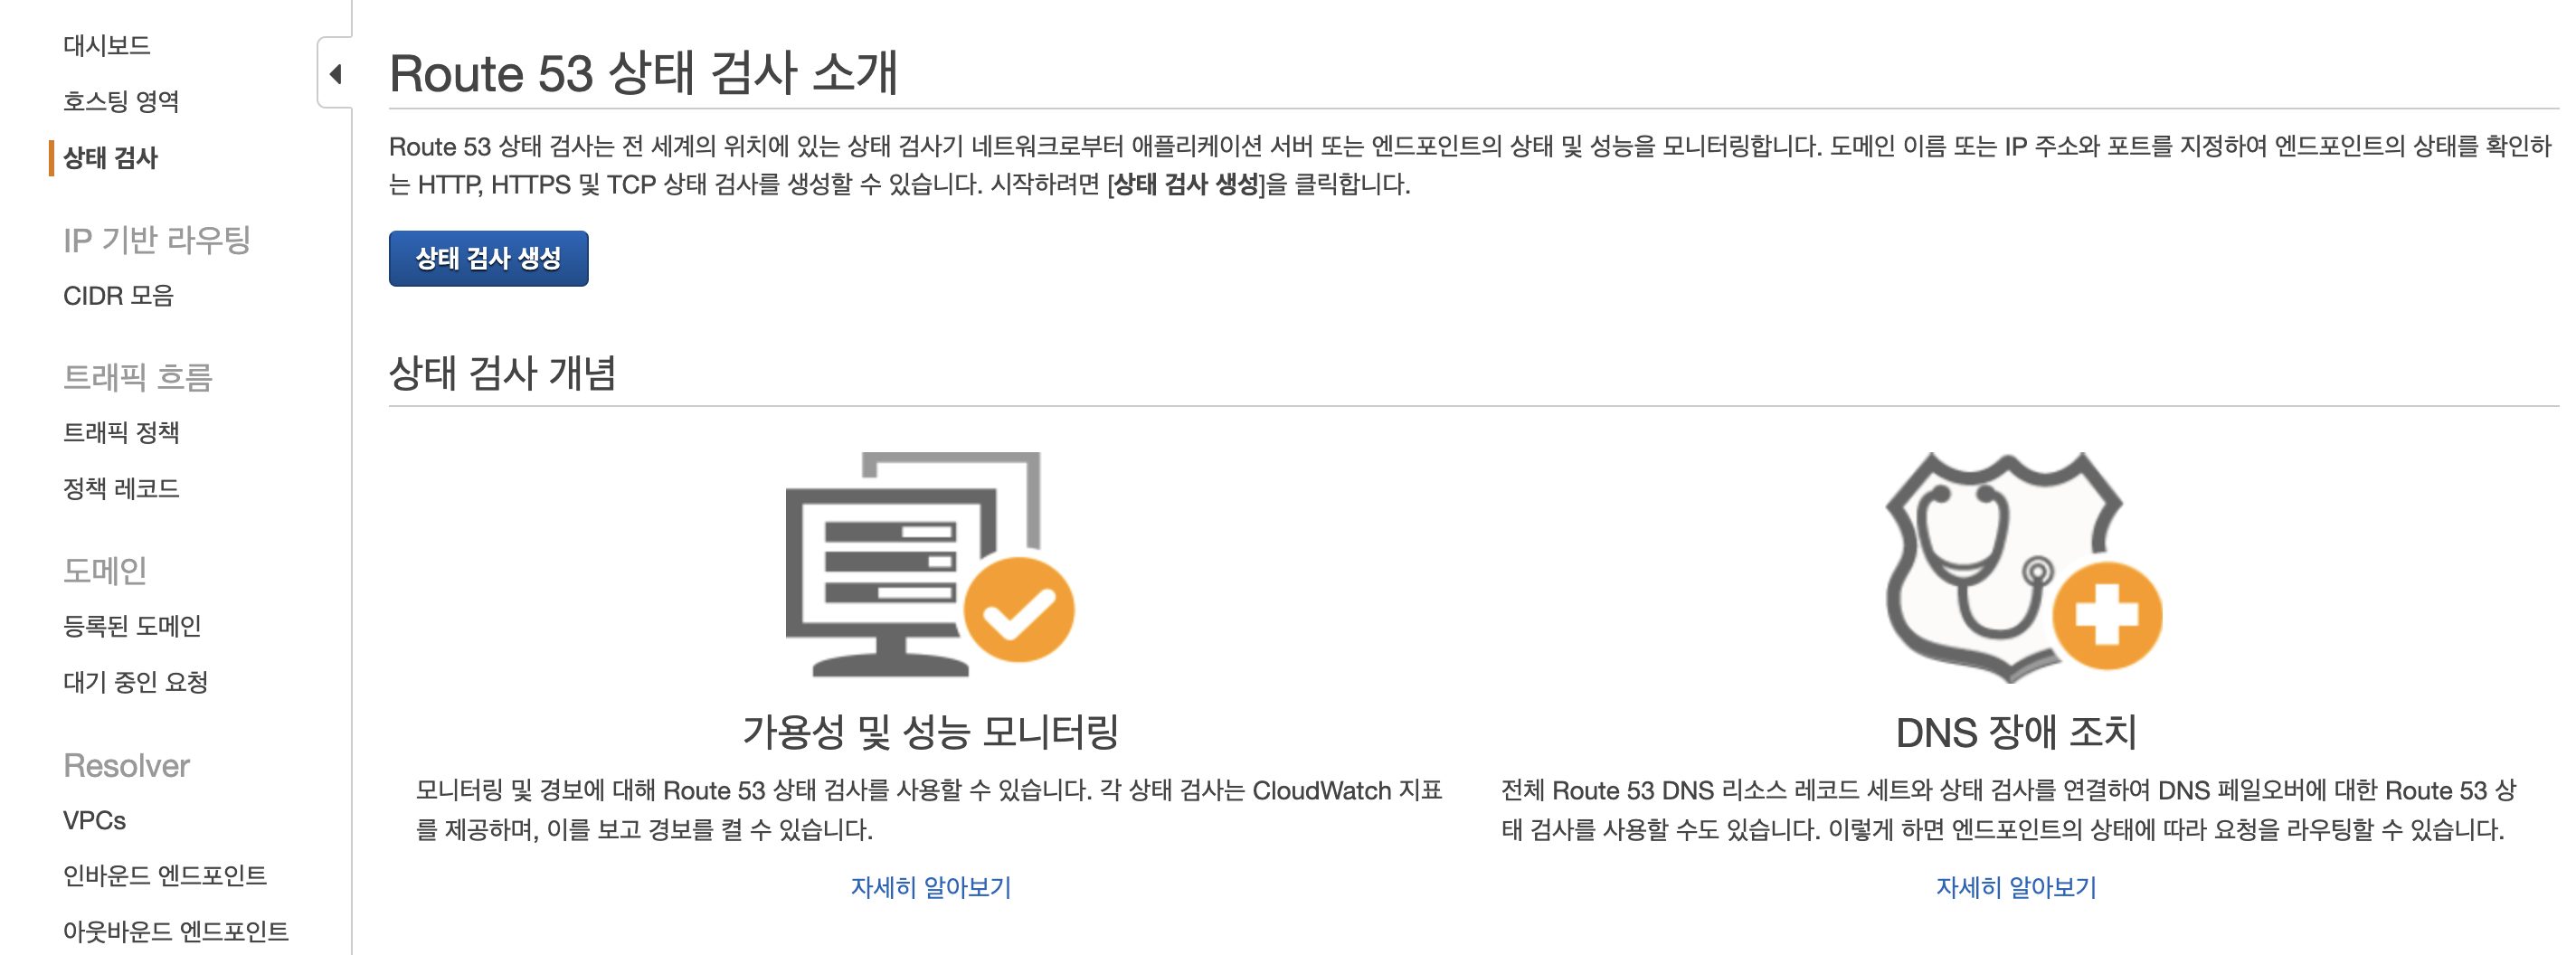 대시보드
호스팅 영역
상태 검사
IP 기반 라우팅
CIDR 모음
트래픽 흐름
트래픽 정책
정책 레코드
도메인
등록된 도메인
대기 중인 요청
Resolver
VPCs
인바운드 엔드포인트
아웃바운드 엔드포인트
Route 53 상태 검사 소개
Route 53 상태 검사는 전 세계의 위치에 있는 상태 검사기 네트워크로부터 애플리케이션 서버 또는 엔드포인트의 상태 및 성능을 모니터링합니다. 도메인 이름 또는 IP 주소와 포트를 지정하여 엔드포인트의 상태를 확인하
는 HTTP, HTTPS 및 TCP 상태 검사를 생성할 수 있습니다. 시작하려면 [상태 검사 생성]을 클릭합니다.
상태 검사 생성
상태 검사 개념
가용성 및 성능 모니터링
모니터링 및 경보에 대해 Route 53 상태 검사를 사용할 수 있습니다. 각 상태 검사는 CloudWatch 지표
를 제공하며, 이를 보고 경보를 켤 수 있습니다.
자세히 알아보기
DNS 장애 조치
전체 Route 53 DNS 리소스 레코드 세트와 상태 검사를 연결하여 DNS 페일오버에 대한 Route 53 상
태 검사를 사용할 수도 있습니다. 이렇게 하면 엔드포인트의 상태에 따라 요청을 라우팅할 수 있습니다.
자세히 알아보기